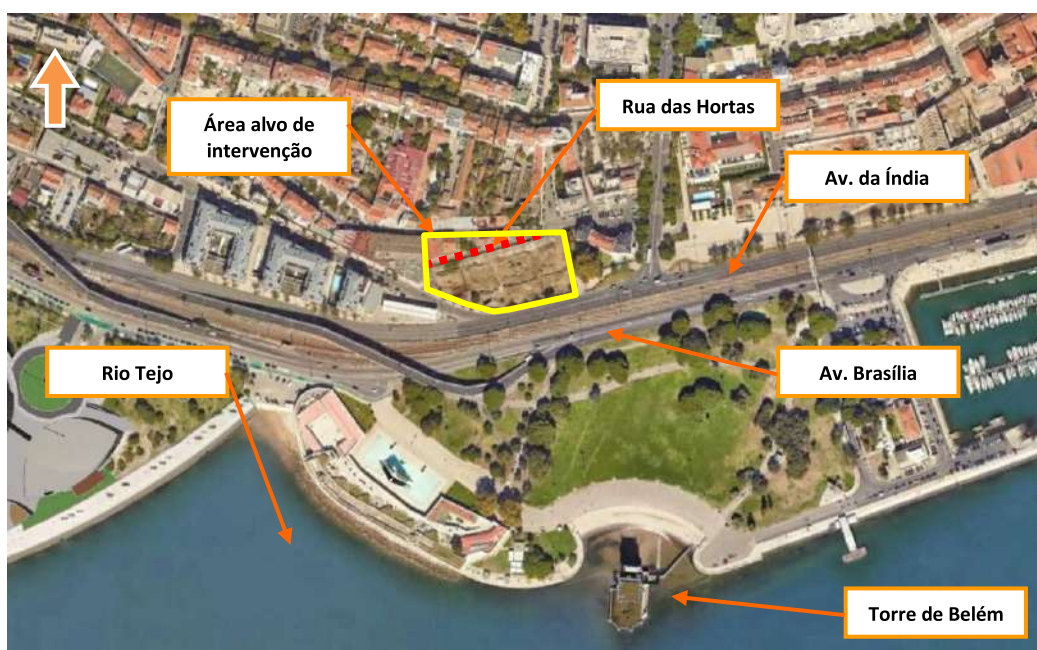 Rua das Hortas
Área alvo de
intervenção
Av. da Índia
Rio Tejo
Av. Brasília
Torre de Belém